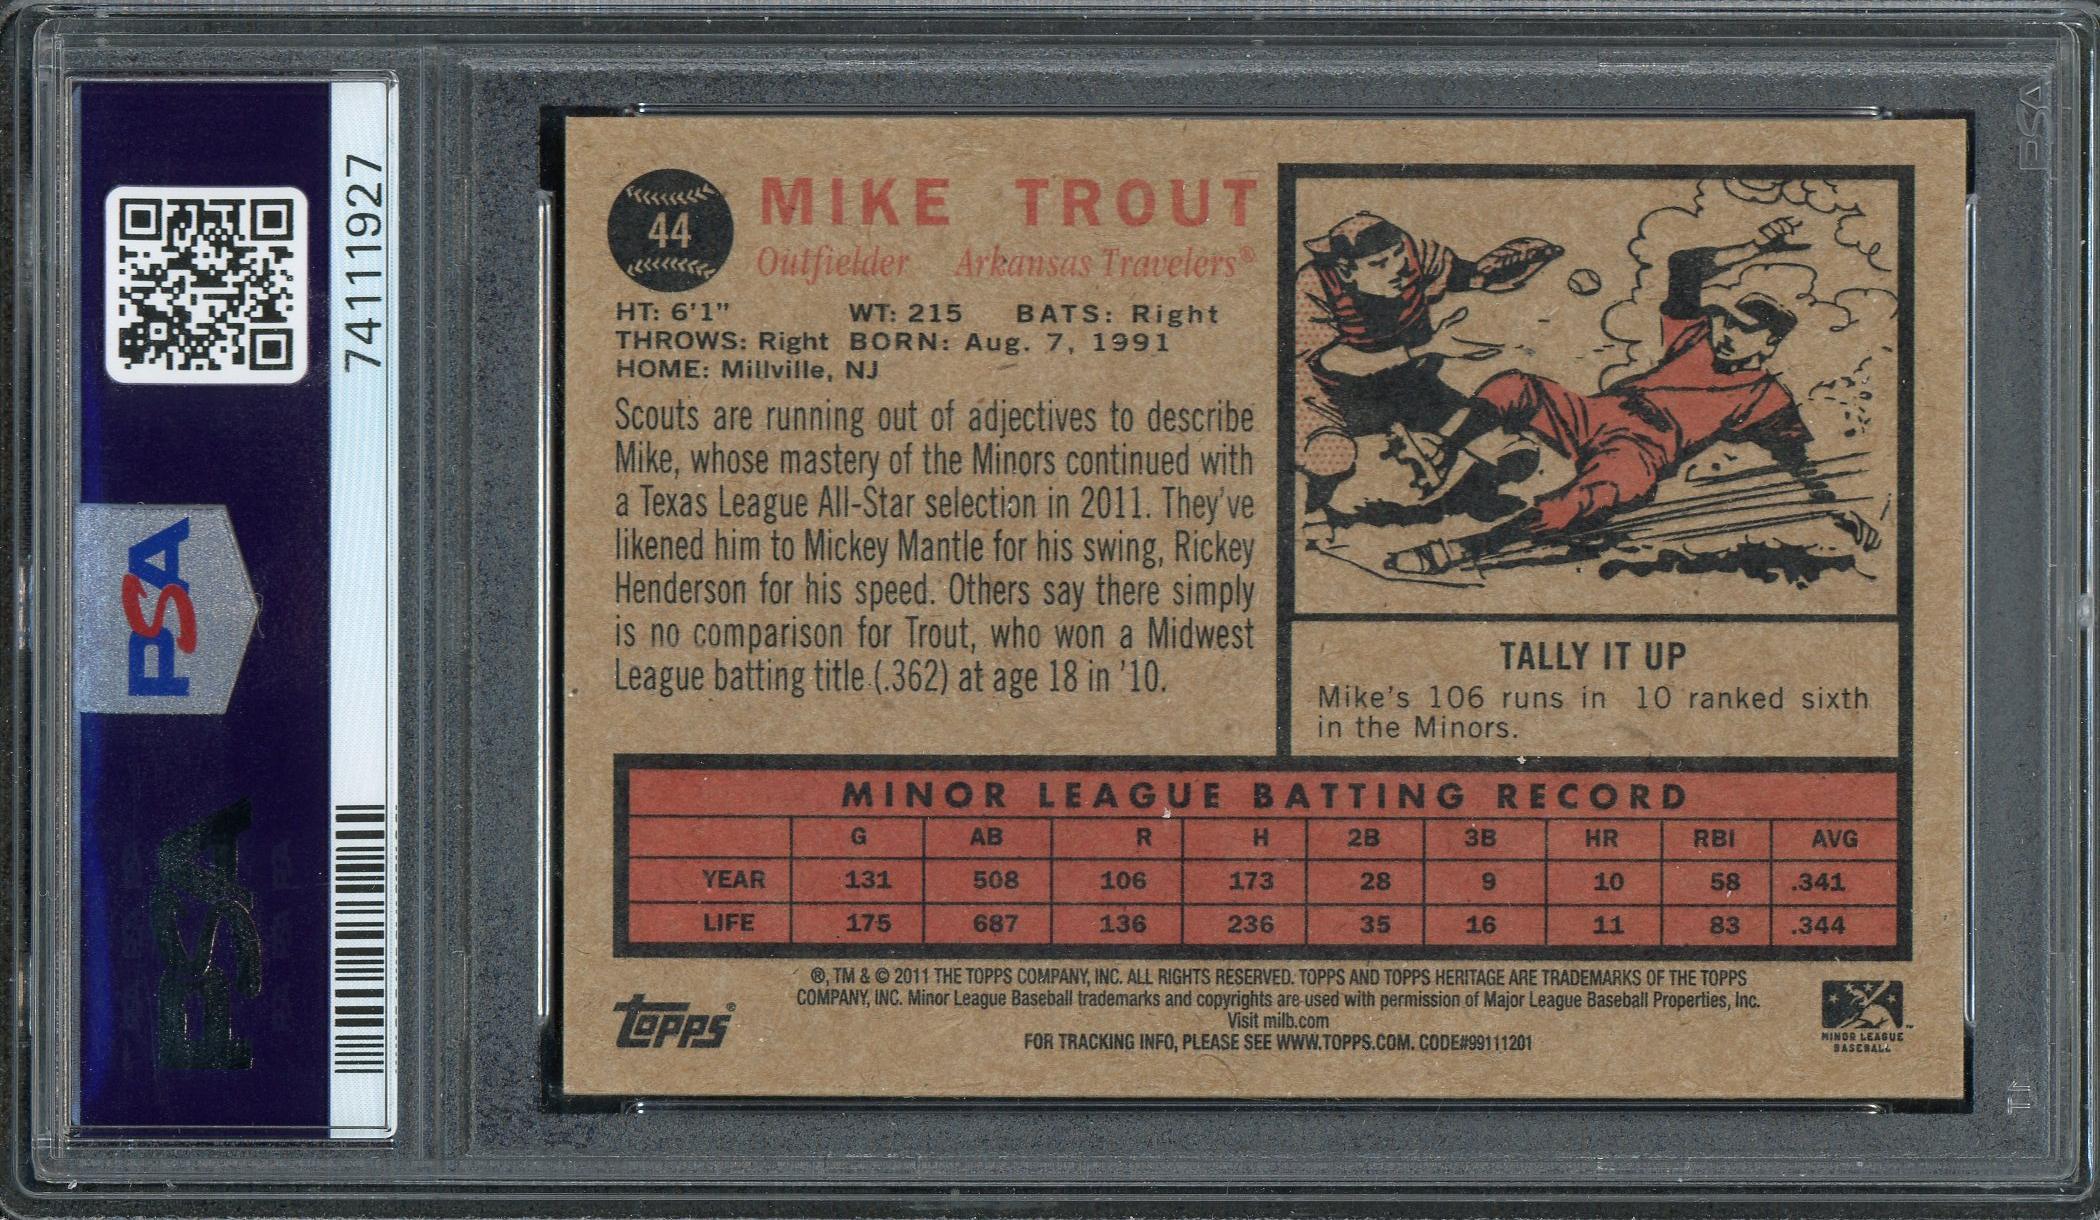 74111927
PSA
PSA
PSA
44
MIKE TROUT
Outfielder Arkansas Travelers®
HT: 6'1" WT: 215 BATS: Right
THROWS: Right BORN: Aug. 7, 1991
HOME: Millville, NJ
Scouts are running out of adjectives to describe
Mike, whose mastery of the Minors continued with
a Texas League All-Star selection in 2011. They've
likened him to Mickey Mantle for his swing, Rickey
Henderson for his speed. Others say there simply
is no comparison for Trout, who won a Midwest
League batting title (.362) at age 18 in '10.
TALLY IT UP
Mike's 106 runs in 10 ranked sixth
in the Minors.
MINOR LEAGUE BATTING RECORD
G AB R H 2B 3B HR RBI AVG
YEAR 131 508 106 173 28 9 10 58 .341
LIFE 175 687 136 236 35 16 11 83 .344
®, TM & © 2011 THE TOPPS COMPANY, INC. ALL RIGHTS RESERVED. TOPPS AND TOPPS HERITAGE ARE TRADEMARKS OF THE TOPPS
COMPANY, INC. Minor League Baseball trademarks and copyrights are used with permission of Major League Baseball Properties, Inc.
Visit milb.com
FOR TRACKING INFO, PLEASE SEE WWW.TOPPS.COM. CODE#99111201
topps®
MINOR LEAGUE™
BASEBALL